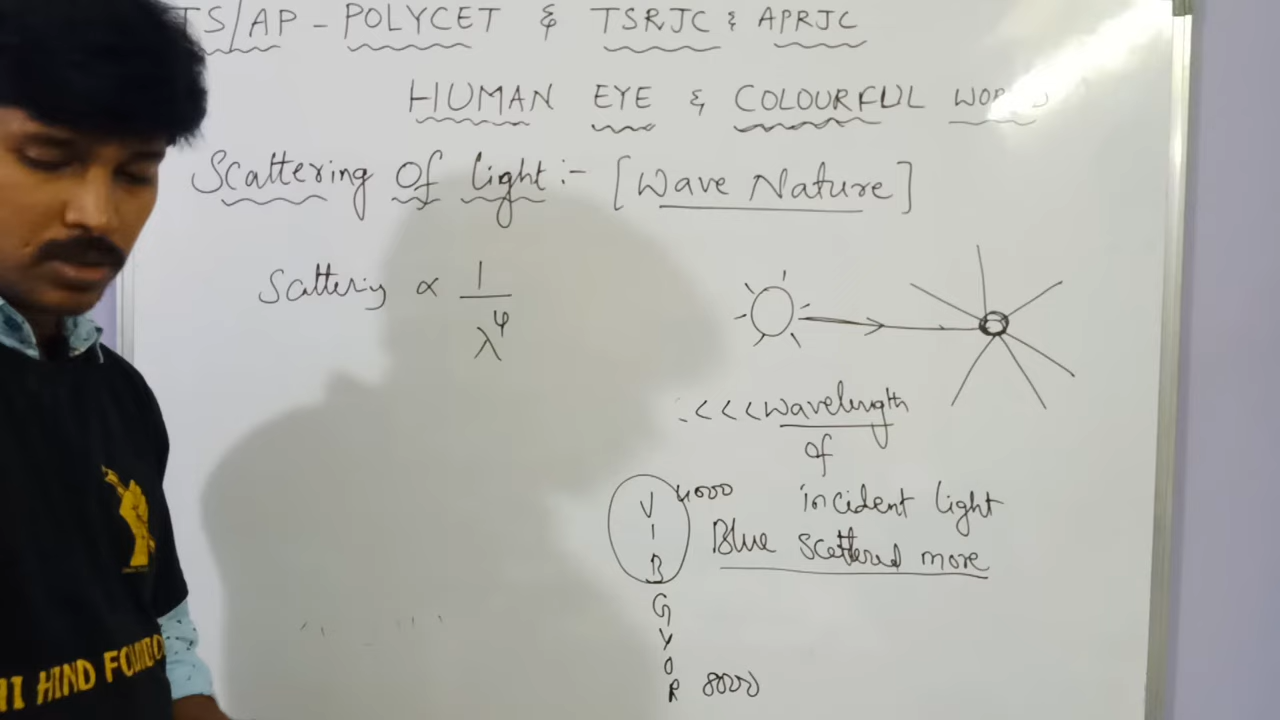 TS/AP - POLYCET & TSRJC & APRJC
HUMAN EYE & COLOURFUL WORLD
Scattering Of light :- [Wave Nature]
Scattering ∝ 1/λ⁴
<<<wavelength
of
incident light
V 4000
I
B
Blue scattered more
G
Y
O
R 8000
HIND